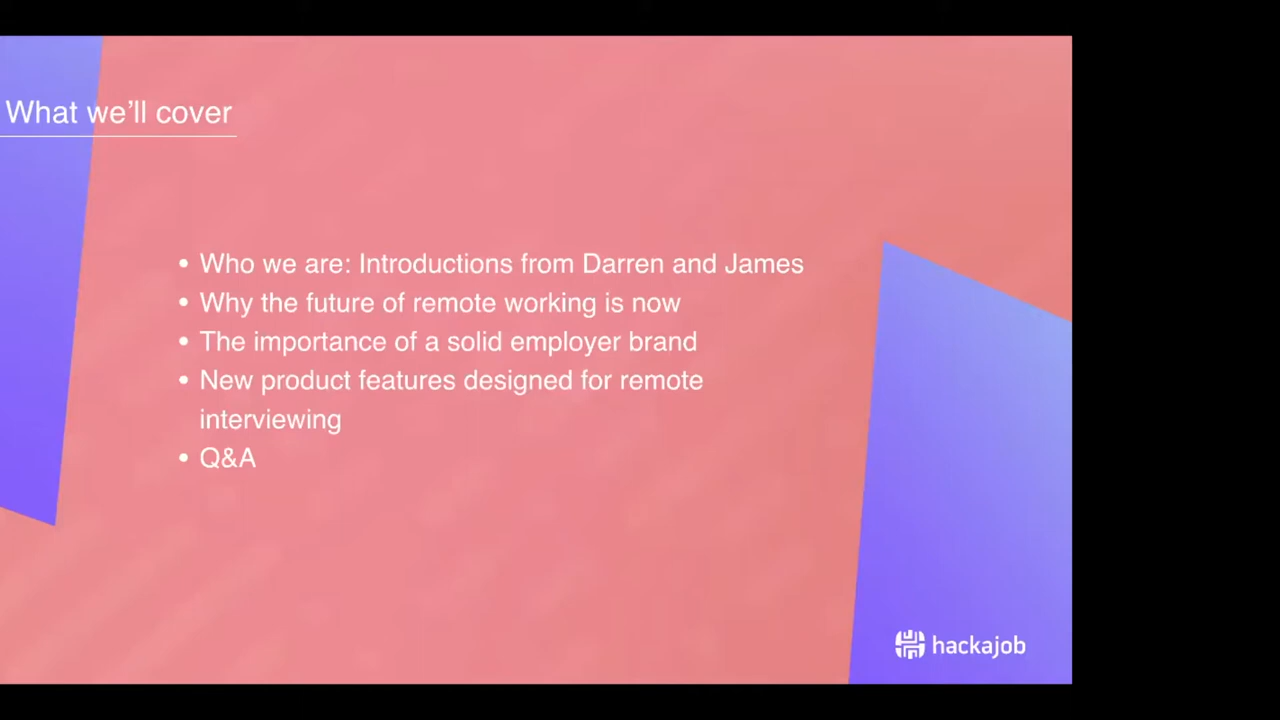 What we’ll cover
• Who we are: Introductions from Darren and James
• Why the future of remote working is now
• The importance of a solid employer brand
• New product features designed for remote
interviewing
• Q&A
hackajob